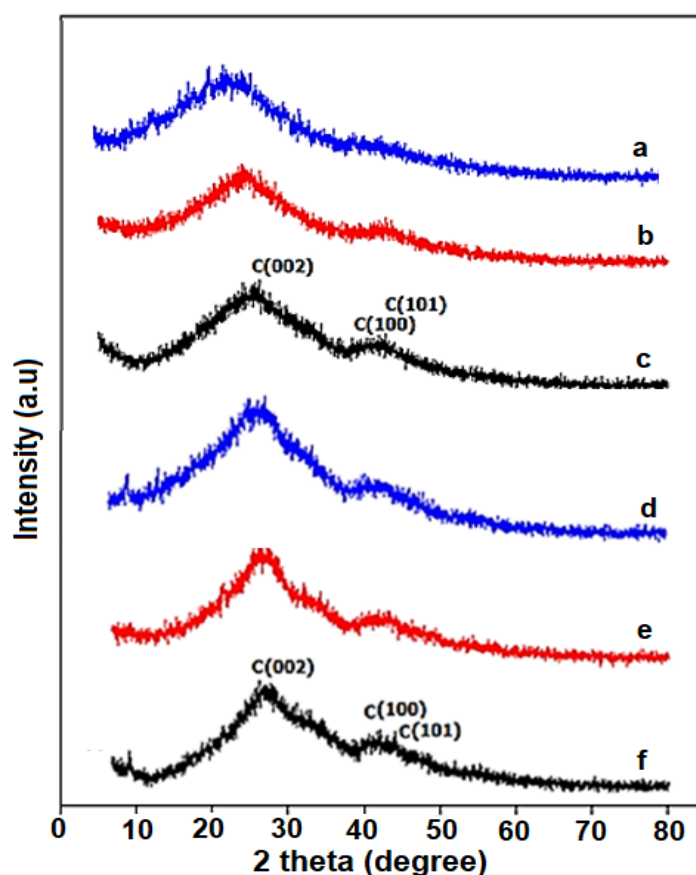 a
b
C(002)
C(101)
C(100)
c
Intensity (a.u)
d
e
C(002)
C(100)
C(101)
f
0 10 20 30 40 50 60 70 80
2 theta (degree)